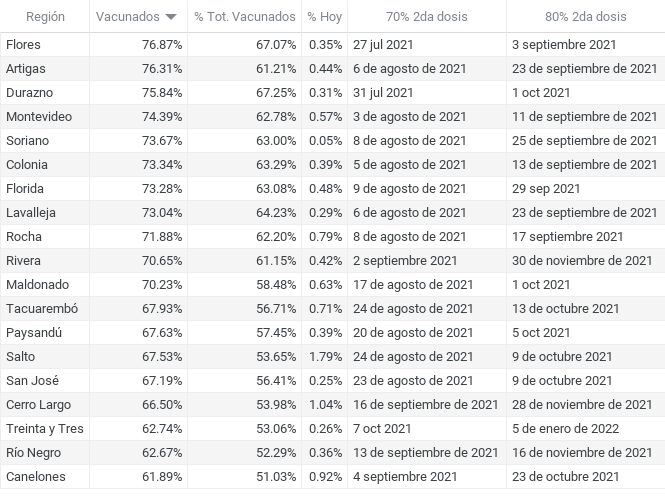 Región Vacunados % Tot. Vacunados % Hoy 70% 2da dosis 80% 2da dosis
Flores 76.87% 67.07% 0.35% 27 jul 2021 3 septiembre 2021
Artigas 76.31% 61.21% 0.44% 6 de agosto de 2021 23 de septiembre de 2021
Durazno 75.84% 67.25% 0.31% 31 jul 2021 1 oct 2021
Montevideo 74.39% 62.78% 0.57% 3 de agosto de 2021 11 de septiembre de 2021
Soriano 73.67% 63.00% 0.05% 8 de agosto de 2021 25 de septiembre de 2021
Colonia 73.34% 63.29% 0.39% 5 de agosto de 2021 13 de septiembre de 2021
Florida 73.28% 63.08% 0.48% 9 de agosto de 2021 29 sep 2021
Lavalleja 73.04% 64.23% 0.29% 6 de agosto de 2021 23 de septiembre de 2021
Rocha 71.88% 62.20% 0.79% 8 de agosto de 2021 17 septiembre 2021
Rivera 70.65% 61.15% 0.42% 2 septiembre 2021 30 de noviembre de 2021
Maldonado 70.23% 58.48% 0.63% 17 de agosto de 2021 1 oct 2021
Tacuarembó 67.93% 56.71% 0.71% 24 de agosto de 2021 13 de octubre 2021
Paysandú 67.63% 57.45% 0.39% 20 de agosto de 2021 5 oct 2021
Salto 67.53% 53.65% 1.79% 24 de agosto de 2021 9 de octubre 2021
San José 67.19% 56.41% 0.25% 23 de agosto de 2021 9 de octubre 2021
Cerro Largo 66.50% 53.98% 1.04% 16 de septiembre de 2021 28 de noviembre de 2021
Treinta y Tres 62.74% 53.06% 0.26% 7 oct 2021 5 de enero de 2022
Río Negro 62.67% 52.29% 0.36% 13 de septiembre de 2021 16 de noviembre de 2021
Canelones 61.89% 51.03% 0.92% 4 septiembre 2021 23 de octubre 2021